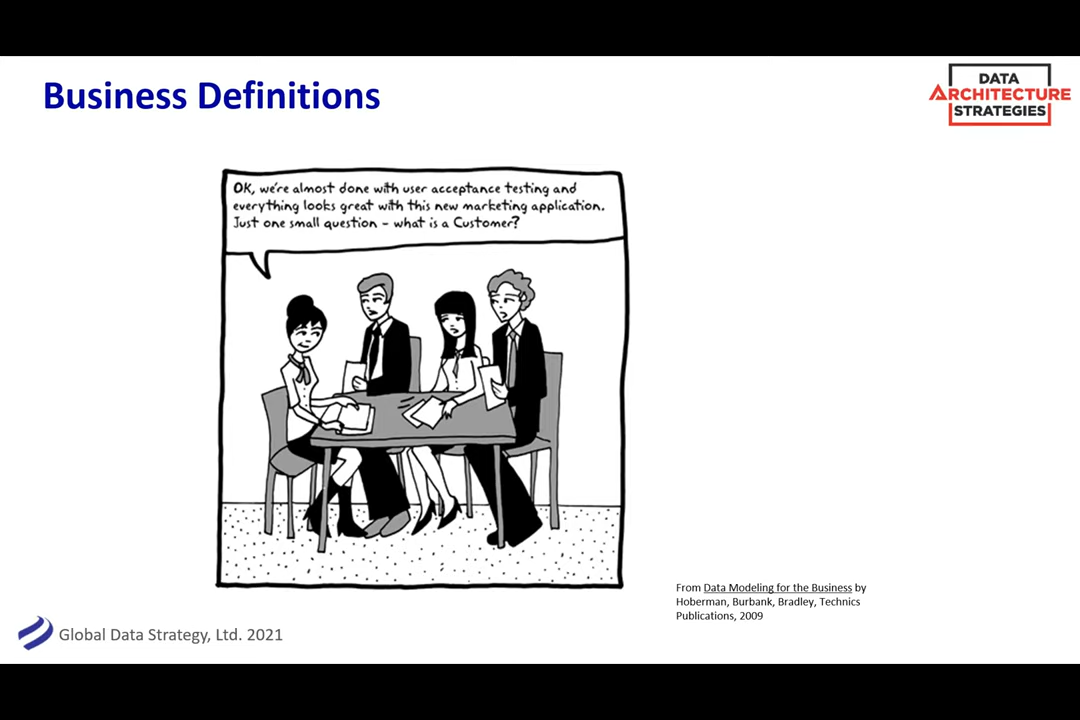 Business Definitions
DATA
ARCHITECTURE
STRATEGIES
OK, we're almost done with user acceptance testing and
everything looks great with this new marketing application.
Just one small question - what is a Customer?
From Data Modeling for the Business by
Hoberman, Burbank, Bradley, Technics
Publications, 2009
Global Data Strategy, Ltd. 2021